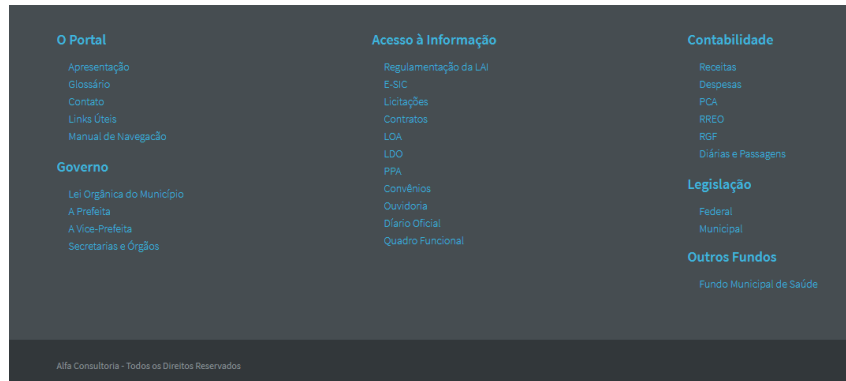 O Portal
Apresentação
Glossário
Contato
Links Úteis
Manual de Navegacão
Governo
Lei Orgânica do Município
A Prefeita
A Vice-Prefeita
Secretarias e Órgãos
Acesso à Informação
Regulamentação da LAI
E-SIC
Licitações
Contratos
LOA
LDO
PPA
Convênios
Ouvidoria
Díario Oficial
Quadro Funcional
Contabilidade
Receitas
Despesas
PCA
RREO
RGF
Diárias e Passagens
Legislação
Federal
Municipal
Outros Fundos
Fundo Municipal de Saúde
Alfa Consultoria - Todos os Direitos Reservados